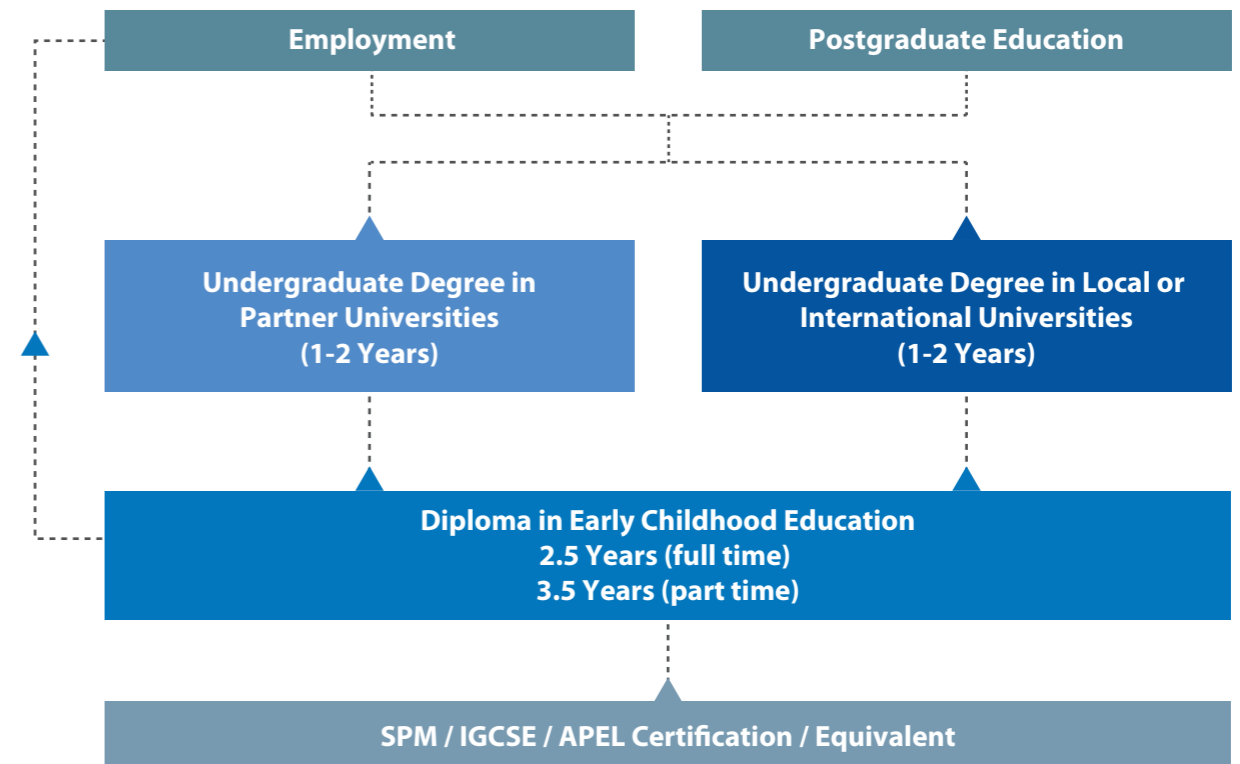 Employment
Postgraduate Education
Undergraduate Degree in
Partner Universities
(1-2 Years)
Undergraduate Degree in Local or
International Universities
(1-2 Years)
Diploma in Early Childhood Education
2.5 Years (full time)
3.5 Years (part time)
SPM / IGCSE / APEL Certification / Equivalent